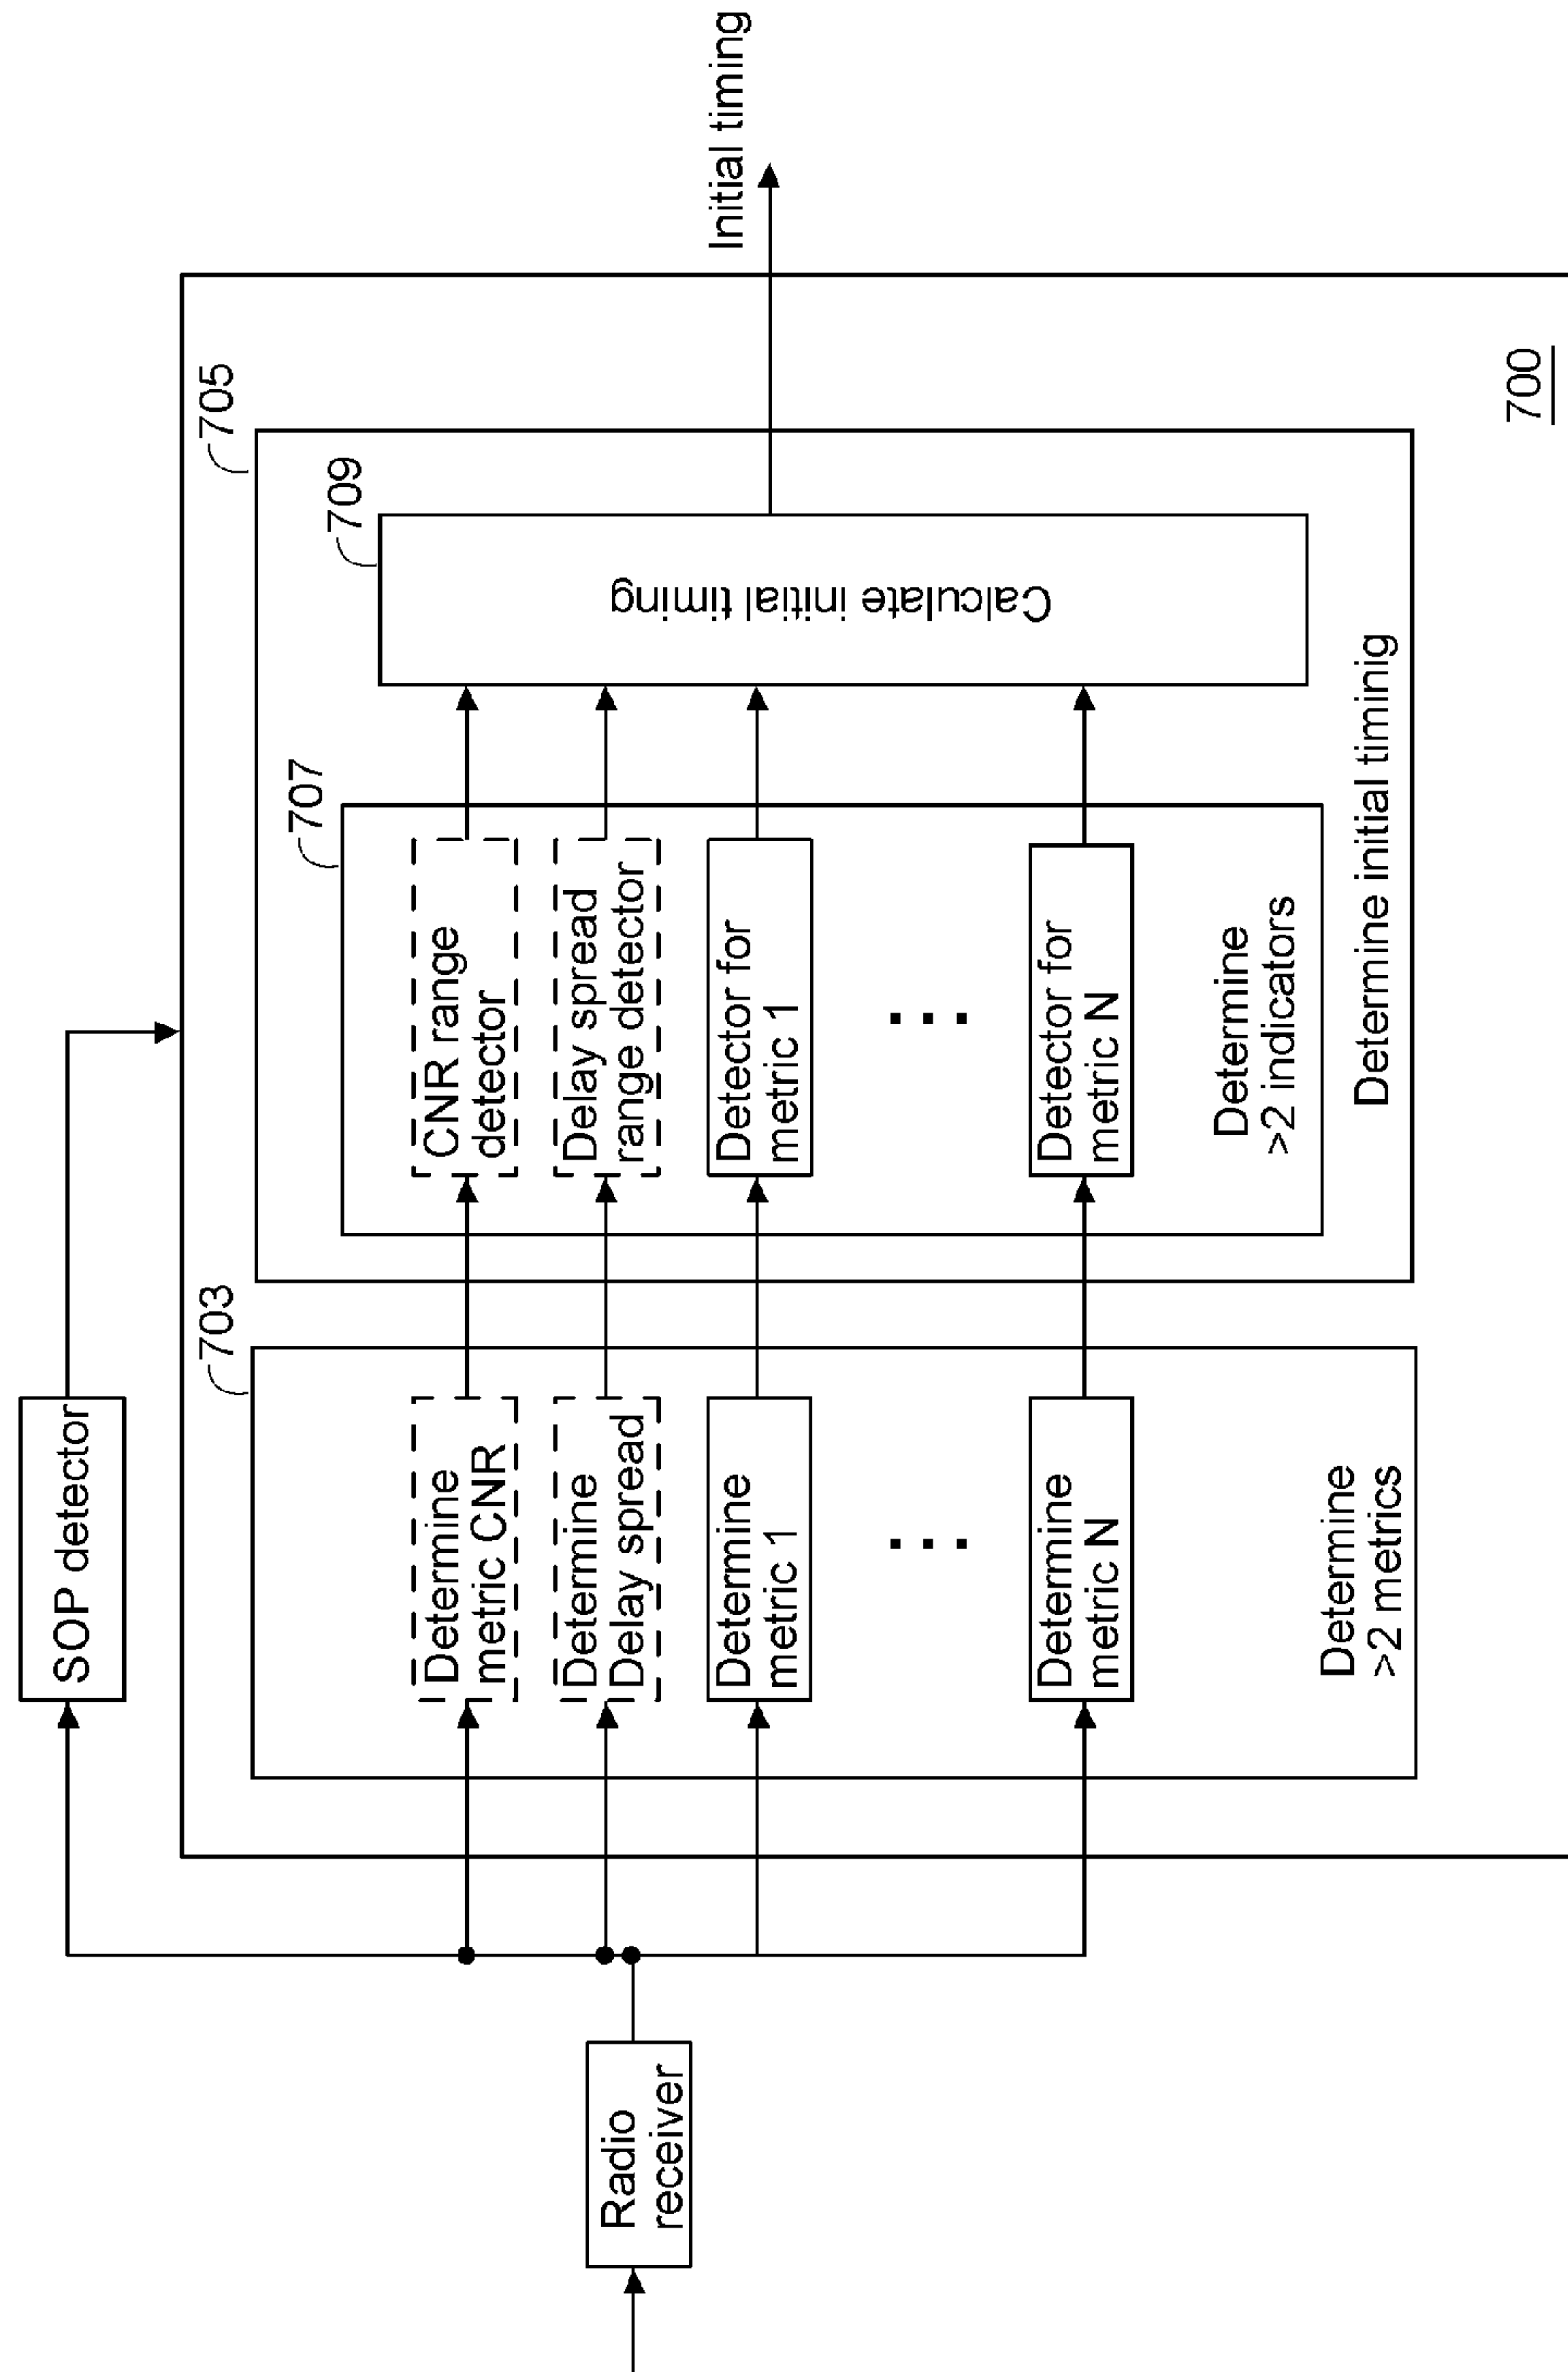 SOP detector
Radio
receiver
703
Determine
metric CNR
Determine
Delay spread
Determine
metric 1
...
Determine
metric N
Determine
>2 metrics
705
707
CNR range
detector
Delay spread
range detector
Detector for
metric 1
...
Detector for
metric N
Determine
>2 indicators
709
Calculate initial timing
Determine initial timinig
Initial timing
700